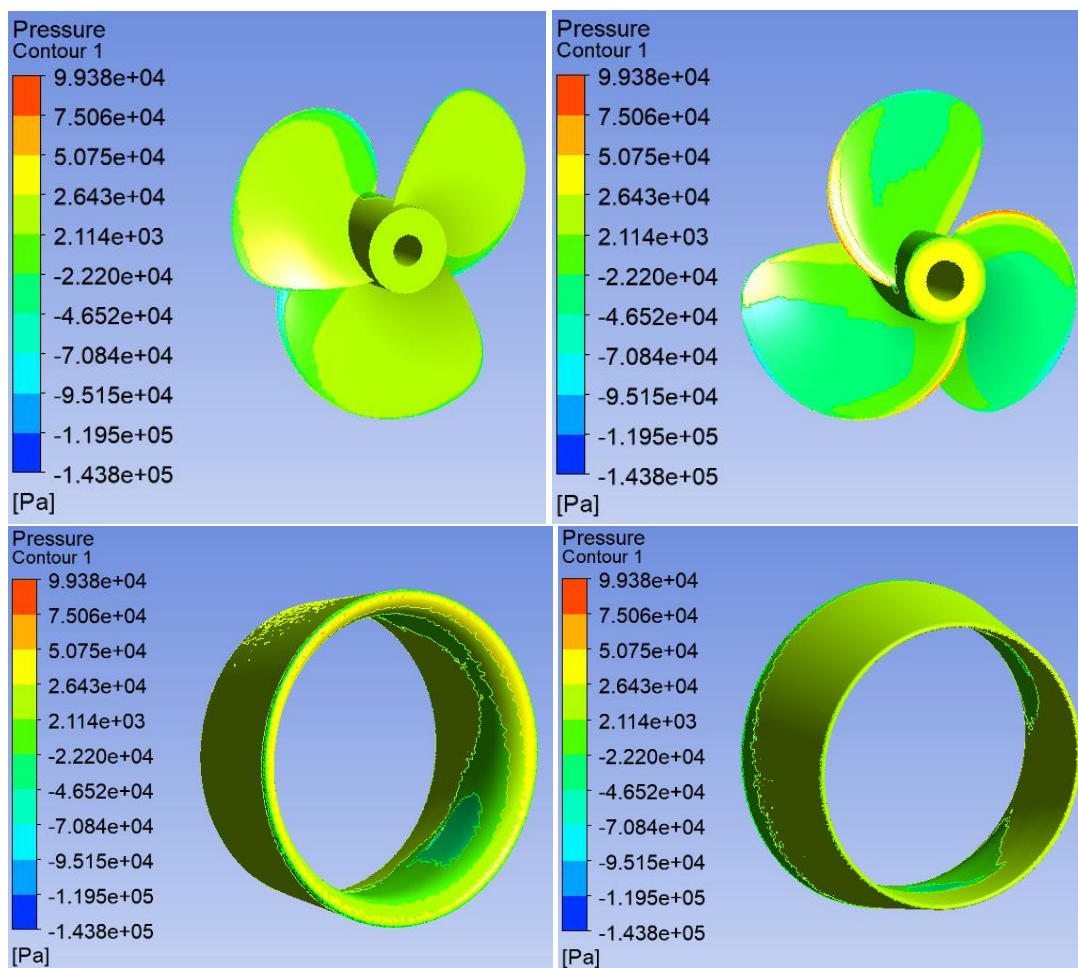 Pressure
Contour 1
9.938e+04
7.506e+04
5.075e+04
2.643e+04
2.114e+03
-2.220e+04
-4.652e+04
-7.084e+04
-9.515e+04
-1.195e+05
-1.438e+05
[Pa]
Pressure
Contour 1
9.938e+04
7.506e+04
5.075e+04
2.643e+04
2.114e+03
-2.220e+04
-4.652e+04
-7.084e+04
-9.515e+04
-1.195e+05
-1.438e+05
[Pa]
Pressure
Contour 1
9.938e+04
7.506e+04
5.075e+04
2.643e+04
2.114e+03
-2.220e+04
-4.652e+04
-7.084e+04
-9.515e+04
-1.195e+05
-1.438e+05
[Pa]
Pressure
Contour 1
9.938e+04
7.506e+04
5.075e+04
2.643e+04
2.114e+03
-2.220e+04
-4.652e+04
-7.084e+04
-9.515e+04
-1.195e+05
-1.438e+05
[Pa]